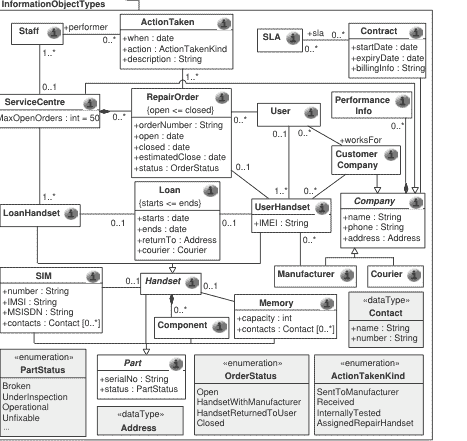 InformationObjectTypes
Staff
+performer
0..*
ActionTaken
+when : date
+action : ActionTakenKind
+description : String
SLA
+sla
0..*
Contract
+startDate : date
+expiryDate : date
+billingInfo : String
1..*
0..1
1..*
ServiceCentre
MaxOpenOrders : int = 50
0..*
RepairOrder
{open <= closed}
+orderNumber : String
+open : date
+closed : date
+estimatedClose : date
+status : OrderStatus
0..*
User
0..*
0..*
Performance
Info
0..*
+worksFor
Customer
Company
0..1
1..*
0..*
1..*
LoanHandset
0..1
Loan
{starts <= ends}
+starts : date
+ends : date
+returnTo : Address
+courier : Courier
0..1
UserHandset
+IMEI : String
0..*
Company
+name : String
+phone : String
+address : Address
Manufacturer
Courier
SIM
+number : String
+IMSI : String
+MSISDN : String
+contacts : Contact [0..*]
0..1
Handset
0..1
0..*
Component
Memory
+capacity : int
+contacts : Contact [0..*]
«dataType»
Contact
+name : String
+number : String
«enumeration»
PartStatus
Broken
UnderInspection
Operational
Unfixable
...
Part
+serialNo : String
+status : PartStatus
«dataType»
Address
«enumeration»
OrderStatus
Open
HandsetWithManufacturer
HandsetReturnedToUser
Closed
«enumeration»
ActionTakenKind
SentToManufacturer
Received
InternallyTested
AssignedRepairHandset